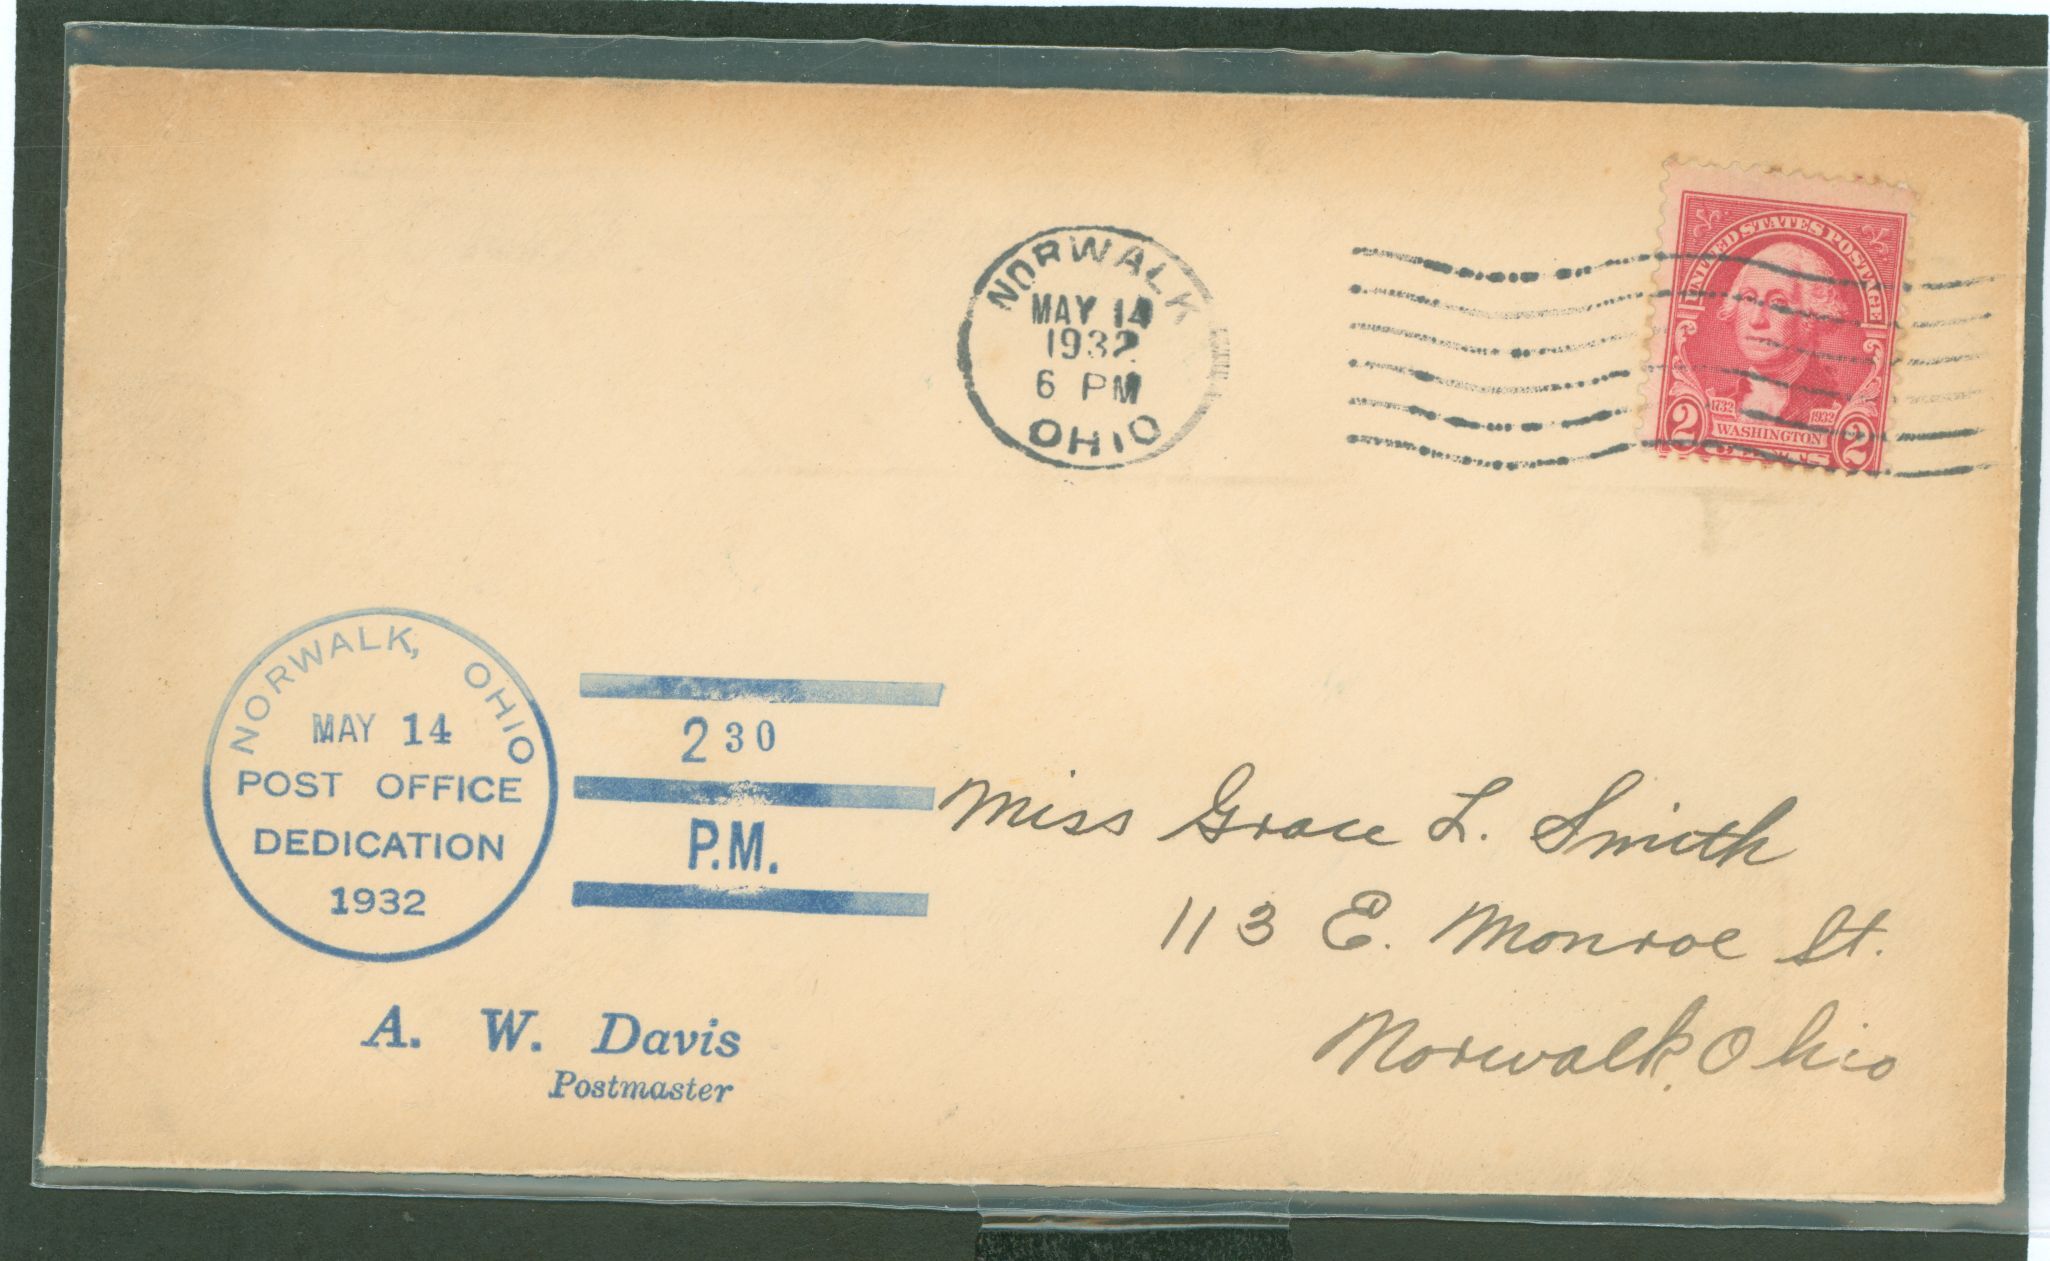 NORWALK
MAY 14
1932
6 PM
OHIO
UNITED STATES POSTAGE
1732 1932
2 WASHINGTON 2
CENTS
NORWALK, OHIO
MAY 14
POST OFFICE
DEDICATION
1932
2 30
P.M.
A. W. Davis
Postmaster
Miss Grace L. Smith
113 E. Monroe St.
Norwalk, Ohio